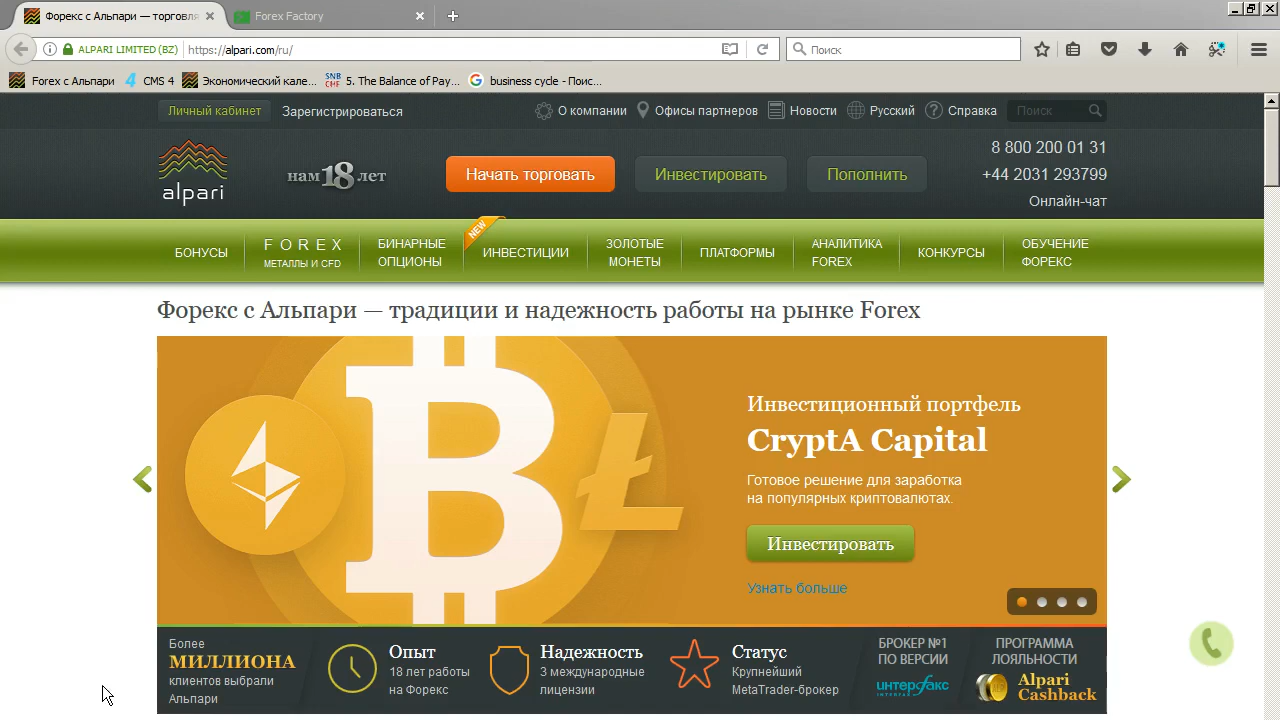 Форекс с Альпари — торговля
Forex Factory
ALPARI LIMITED (BZ)
https://alpari.com/ru/
Поиск
Forex с Альпари
CMS 4
Экономический кале...
SNB
5. The Balance of Pay...
business cycle - Поис...
Личный кабинет
Зарегистрироваться
О компании
Офисы партнеров
Новости
Русский
Справка
Поиск
alpari
нам 18 лет
Начать торговать
Инвестировать
Пополнить
8 800 200 01 31
+44 2031 293799
Онлайн-чат
БОНУСЫ
FOREX
МЕТАЛЛЫ И CFD
БИНАРНЫЕ
ОПЦИОНЫ
NEW
ИНВЕСТИЦИИ
ЗОЛОТЫЕ
МОНЕТЫ
ПЛАТФОРМЫ
АНАЛИТИКА
FOREX
КОНКУРСЫ
ОБУЧЕНИЕ
ФОРЕКС
Форекс с Альпари — традиции и надежность работы на рынке Forex
Инвестиционный портфель
CryptA Capital
Готовое решение для заработка
на популярных криптовалютах.
Инвестировать
Узнать больше
Более
МИЛЛИОНА
клиентов выбрали
Альпари
Опыт
18 лет работы
на Форекс
Надежность
3 международные
лицензии
Статус
Крупнейший
MetaTrader-брокер
БРОКЕР №1
ПО ВЕРСИИ
интерфакс
INTERFAX
ПРОГРАММА
ЛОЯЛЬНОСТИ
Alpari
Cashback